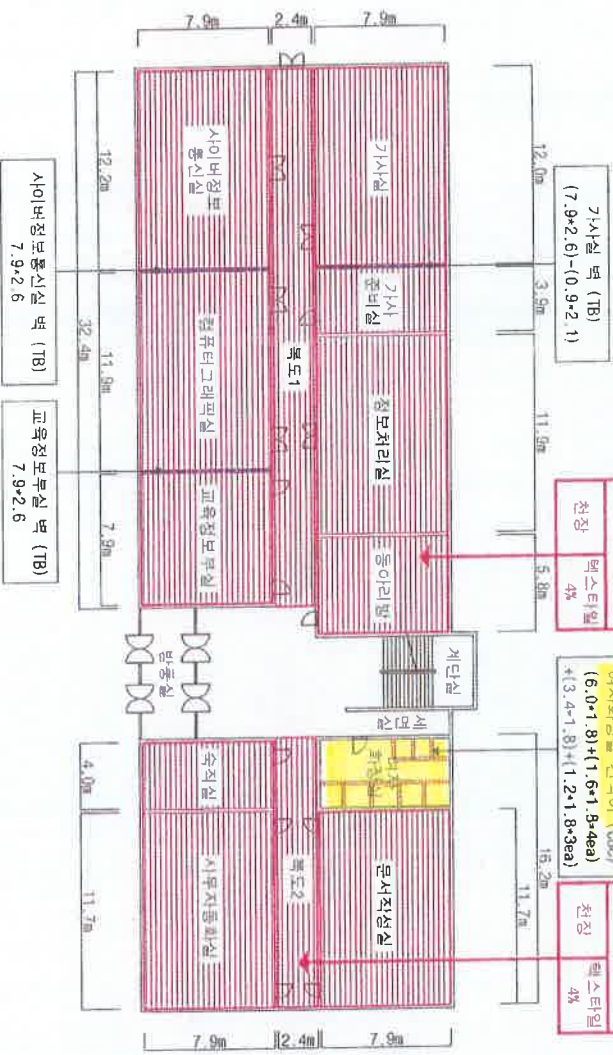 가사실 벽 (TB)
(7.9*2.6)-(0.9*2.1)
천장
텍스타일
4%
(6.0*1.8)+(1.6*1.8*4ea)
+(3.4*1.8)+(1.2*1.8*3ea)
천장
텍스타일
4%
16.2m
12.0m
3.9m
11.9m
5.8m
11.7m
7.9m
2.4m
7.9m
가사실
가사
준비실
정보처리실
동아리방
계단실
세면실
여자
화장실
문서작성실
복도1
복도2
사이버정보
통신실
컴퓨터그래픽실
교육정보부실
방풍실
숙직실
사무자동화실
7.9m
2.4m
7.9m
12.2m
11.9m
7.9m
4.0m
11.7m
32.4m
사이버정보통신실 벽 (TB)
7.9*2.6
교육정보부실 벽 (TB)
7.9*2.6